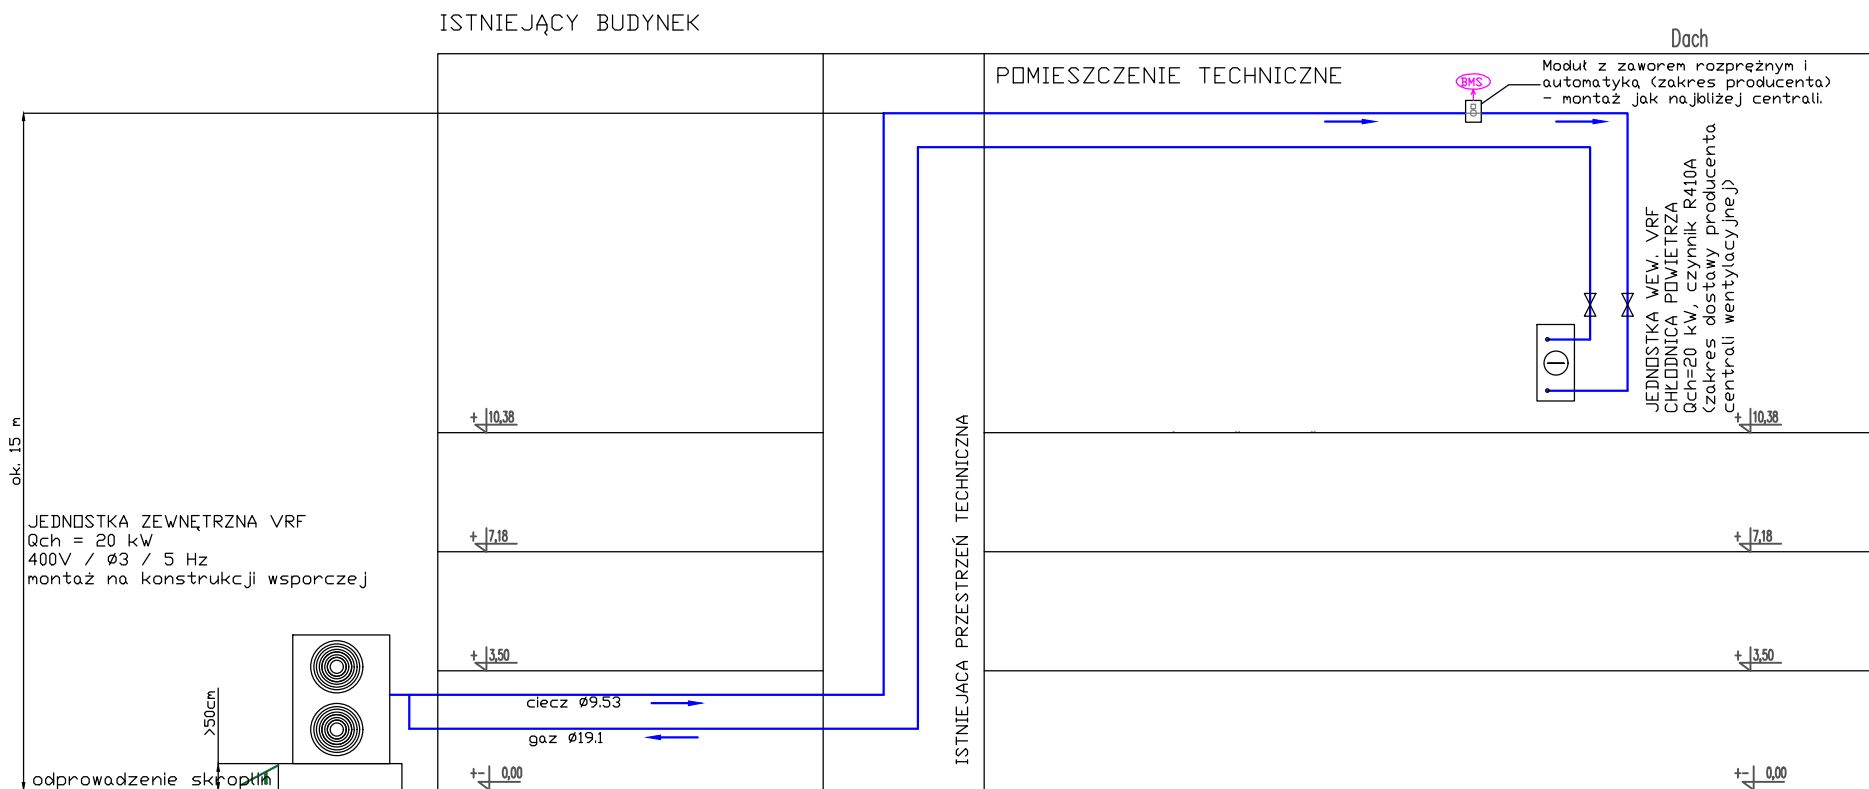 ISTNIEJĄCY BUDYNEK
Dach
POMIESZCZENIE TECHNICZNE
BMS
Moduł z zaworem rozprężnym i
automatyką (zakres producenta)
- montaż jak najbliżej centrali.
JEDNOSTKA WEW. VRF
CHŁODNICA POWIETRZA
Qch=20 kW, czynnik R410A
(zakres dostawy producenta
centrali wentylacyjnej)
ok. 15 m
+ 10,38
+ 10,38
ISTNIEJACA PRZESTRZEŃ TECHNICZNA
JEDNOSTKA ZEWNĘTRZNA VRF
Qch = 20 kW
400V / Ø3 / 5 Hz
montaż na konstrukcji wsporczej
+ 7,18
+ 7,18
+ 3,50
+ 3,50
>50cm
ciecz Ø9.53
gaz Ø19.1
odprowadzenie skroplin
+- 0,00
+- 0,00